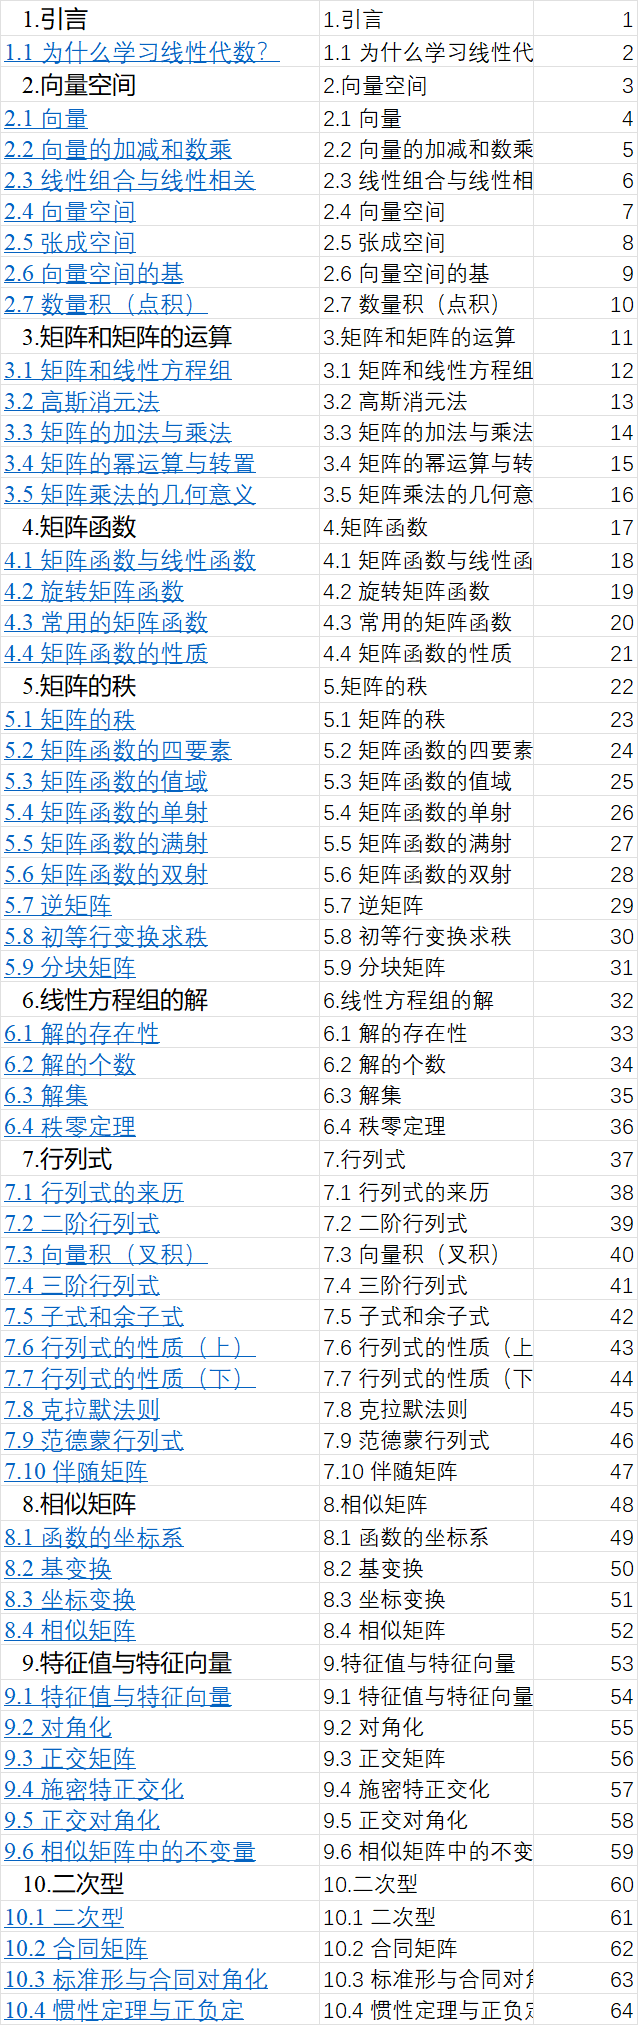 1.引言 1.引言 1
1.1 为什么学习线性代数？ 1.1 为什么学习线性代 2
2.向量空间 2.向量空间 3
2.1 向量 2.1 向量 4
2.2 向量的加减和数乘 2.2 向量的加减和数乘 5
2.3 线性组合与线性相关 2.3 线性组合与线性相 6
2.4 向量空间 2.4 向量空间 7
2.5 张成空间 2.5 张成空间 8
2.6 向量空间的基 2.6 向量空间的基 9
2.7 数量积（点积） 2.7 数量积（点积） 10
3.矩阵和矩阵的运算 3.矩阵和矩阵的运算 11
3.1 矩阵和线性方程组 3.1 矩阵和线性方程组 12
3.2 高斯消元法 3.2 高斯消元法 13
3.3 矩阵的加法与乘法 3.3 矩阵的加法与乘法 14
3.4 矩阵的幂运算与转置 3.4 矩阵的幂运算与转 15
3.5 矩阵乘法的几何意义 3.5 矩阵乘法的几何意 16
4.矩阵函数 4.矩阵函数 17
4.1 矩阵函数与线性函数 4.1 矩阵函数与线性函 18
4.2 旋转矩阵函数 4.2 旋转矩阵函数 19
4.3 常用的矩阵函数 4.3 常用的矩阵函数 20
4.4 矩阵函数的性质 4.4 矩阵函数的性质 21
5.矩阵的秩 5.矩阵的秩 22
5.1 矩阵的秩 5.1 矩阵的秩 23
5.2 矩阵函数的四要素 5.2 矩阵函数的四要素 24
5.3 矩阵函数的值域 5.3 矩阵函数的值域 25
5.4 矩阵函数的单射 5.4 矩阵函数的单射 26
5.5 矩阵函数的满射 5.5 矩阵函数的满射 27
5.6 矩阵函数的双射 5.6 矩阵函数的双射 28
5.7 逆矩阵 5.7 逆矩阵 29
5.8 初等行变换求秩 5.8 初等行变换求秩 30
5.9 分块矩阵 5.9 分块矩阵 31
6.线性方程组的解 6.线性方程组的解 32
6.1 解的存在性 6.1 解的存在性 33
6.2 解的个数 6.2 解的个数 34
6.3 解集 6.3 解集 35
6.4 秩零定理 6.4 秩零定理 36
7.行列式 7.行列式 37
7.1 行列式的来历 7.1 行列式的来历 38
7.2 二阶行列式 7.2 二阶行列式 39
7.3 向量积（叉积） 7.3 向量积（叉积） 40
7.4 三阶行列式 7.4 三阶行列式 41
7.5 子式和余子式 7.5 子式和余子式 42
7.6 行列式的性质（上） 7.6 行列式的性质（上 43
7.7 行列式的性质（下） 7.7 行列式的性质（下 44
7.8 克拉默法则 7.8 克拉默法则 45
7.9 范德蒙行列式 7.9 范德蒙行列式 46
7.10 伴随矩阵 7.10 伴随矩阵 47
8.相似矩阵 8.相似矩阵 48
8.1 函数的坐标系 8.1 函数的坐标系 49
8.2 基变换 8.2 基变换 50
8.3 坐标变换 8.3 坐标变换 51
8.4 相似矩阵 8.4 相似矩阵 52
9.特征值与特征向量 9.特征值与特征向量 53
9.1 特征值与特征向量 9.1 特征值与特征向量 54
9.2 对角化 9.2 对角化 55
9.3 正交矩阵 9.3 正交矩阵 56
9.4 施密特正交化 9.4 施密特正交化 57
9.5 正交对角化 9.5 正交对角化 58
9.6 相似矩阵中的不变量 9.6 相似矩阵中的不变 59
10.二次型 10.二次型 60
10.1 二次型 10.1 二次型 61
10.2 合同矩阵 10.2 合同矩阵 62
10.3 标准形与合同对角化 10.3 标准形与合同对角 63
10.4 惯性定理与正负定 10.4 惯性定理与正负定 64